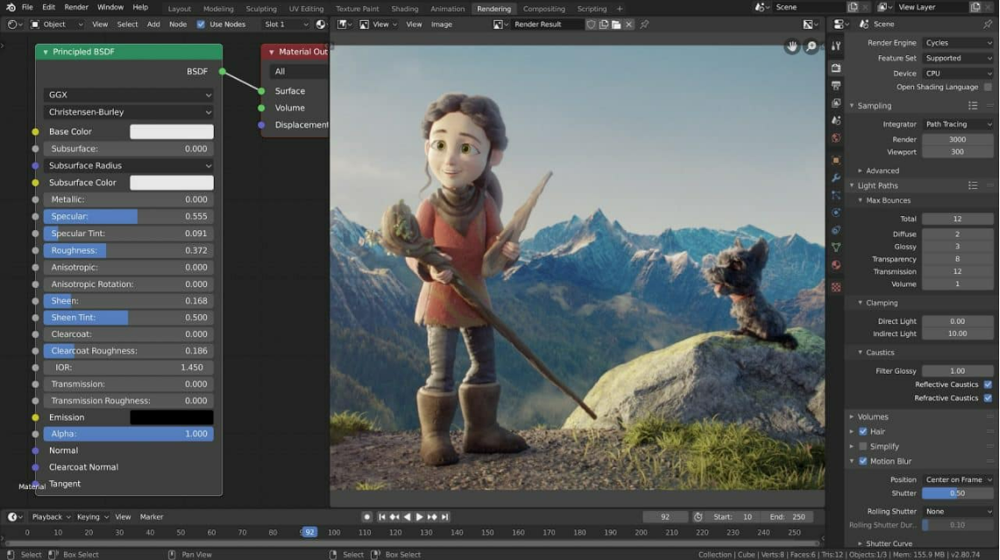 File Edit Render Window Help Layout Modeling Sculpting UV Editing Texture Paint Shading Animation Rendering Compositing Scripting + Scene View Layer
Object View Select Add Node Use Nodes Slot 1 View View Image Render Result Scene
Principled BSDF
BSDF
GGX
Christensen-Burley
Base Color
Subsurface: 0.000
Subsurface Radius
Subsurface Color
Metallic: 0.000
Specular: 0.555
Specular Tint: 0.091
Roughness: 0.372
Anisotropic: 0.000
Anisotropic Rotation: 0.000
Sheen: 0.168
Sheen Tint: 0.500
Clearcoat: 0.000
Clearcoat Roughness: 0.186
IOR: 1.450
Transmission: 0.000
Transmission Roughness: 0.000
Emission
Alpha: 1.000
Normal
Clearcoat Normal
Tangent
Material
Material Out
All
Surface
Volume
Displacement
Render Engine Cycles
Feature Set Supported
Device CPU
Open Shading Language
Sampling
Integrator Path Tracing
Render 3000
Viewport 300
Advanced
Light Paths
Max Bounces
Total 12
Diffuse 2
Glossy 3
Transparency 8
Transmission 12
Volume 1
Clamping
Direct Light 0.00
Indirect Light 10.00
Caustics
Filter Glossy 1.00
Reflective Caustics
Refractive Caustics
Volumes
Hair
Simplify
Motion Blur
Position Center on Frame
Shutter 0.50
Rolling Shutter None
Rolling Shutter Dur.. 0.10
Shutter Curve
Playback Keying View Marker 92 Start: 10 End: 250
0 10 20 30 40 50 60 70 80 92 100 110 120 130 140 150 160 170 180 190 200 210 220 230 240 250
Select Box Select Pan View Select Box Select Collection | Cube | Verts:8 | Faces:6 | Tris:12 | Objects:1/3 | Mem: 155.9 MB | v2.80.74